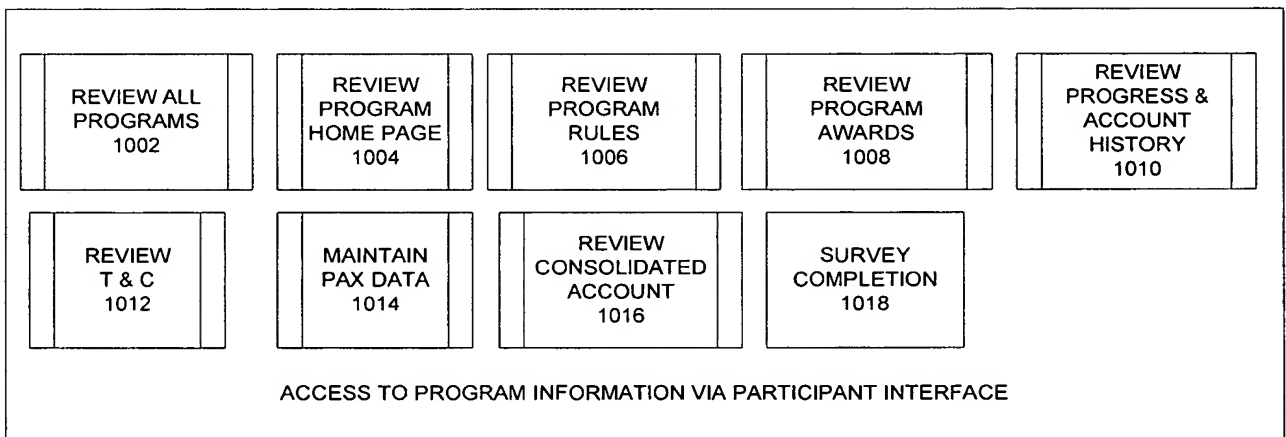 REVIEW ALL
PROGRAMS
1002
REVIEW
PROGRAM
HOME PAGE
1004
REVIEW
PROGRAM
RULES
1006
REVIEW
PROGRAM
AWARDS
1008
REVIEW
PROGRESS &
ACCOUNT
HISTORY
1010
REVIEW
T & C
1012
MAINTAIN
PAX DATA
1014
REVIEW
CONSOLIDATED
ACCOUNT
1016
SURVEY
COMPLETION
1018
ACCESS TO PROGRAM INFORMATION VIA PARTICIPANT INTERFACE